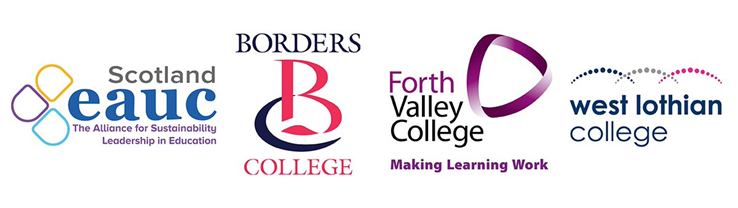 Scotland
eauc
The Alliance for Sustainability
Leadership in Education
BORDERS
B
COLLEGE
Forth
Valley
College
Making Learning Work
west lothian
college